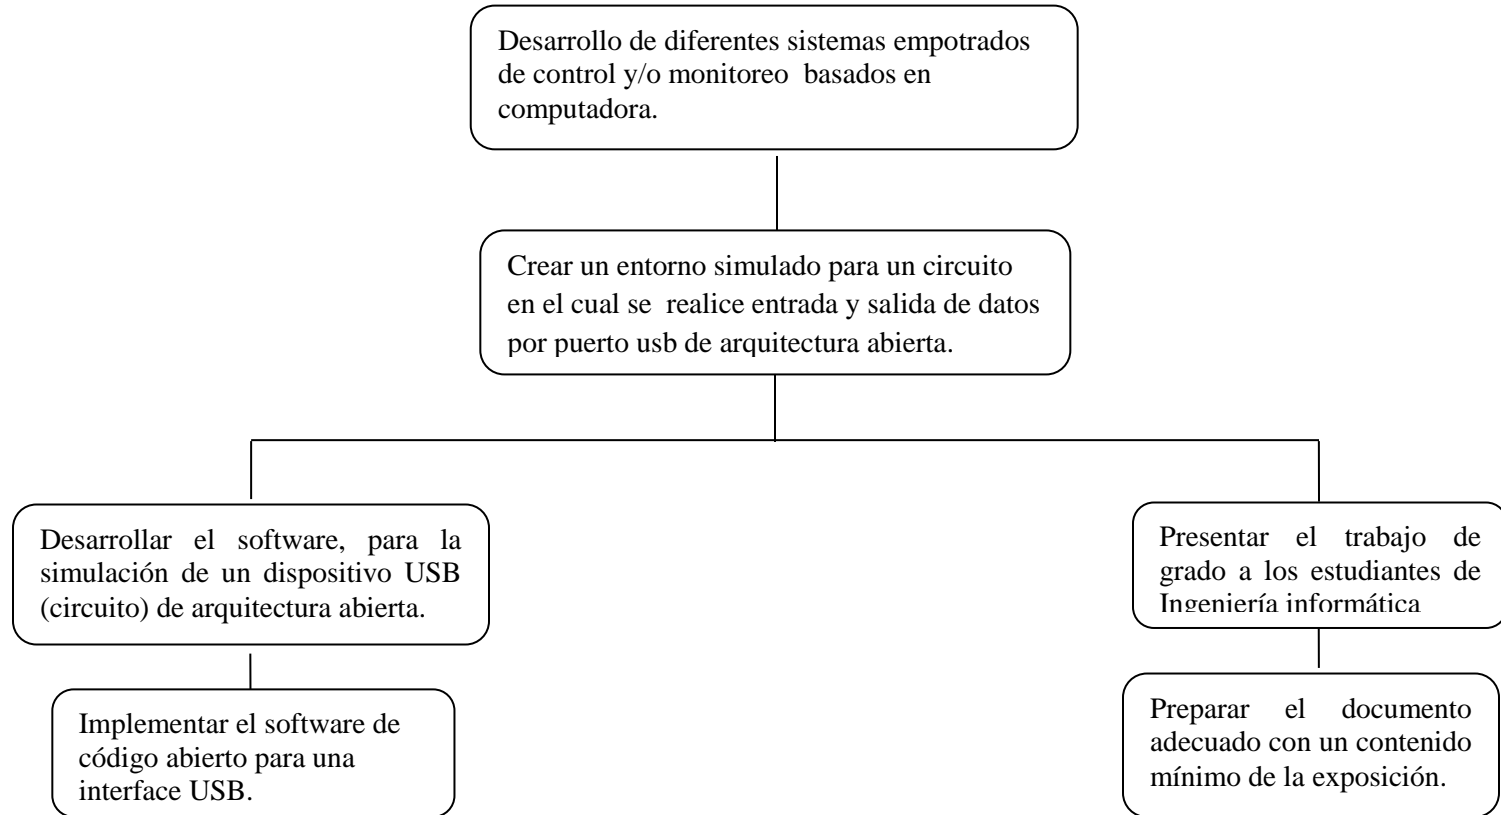 Desarrollo de diferentes sistemas empotrados
de control y/o monitoreo basados en
computadora.
Crear un entorno simulado para un circuito
en el cual se realice entrada y salida de datos
por puerto usb de arquitectura abierta.
Desarrollar el software, para la
simulación de un dispositivo USB
(circuito) de arquitectura abierta.
Presentar el trabajo de
grado a los estudiantes de
Ingeniería informática
Implementar el software de
código abierto para una
interface USB.
Preparar el documento
adecuado con un contenido
mínimo de la exposición.